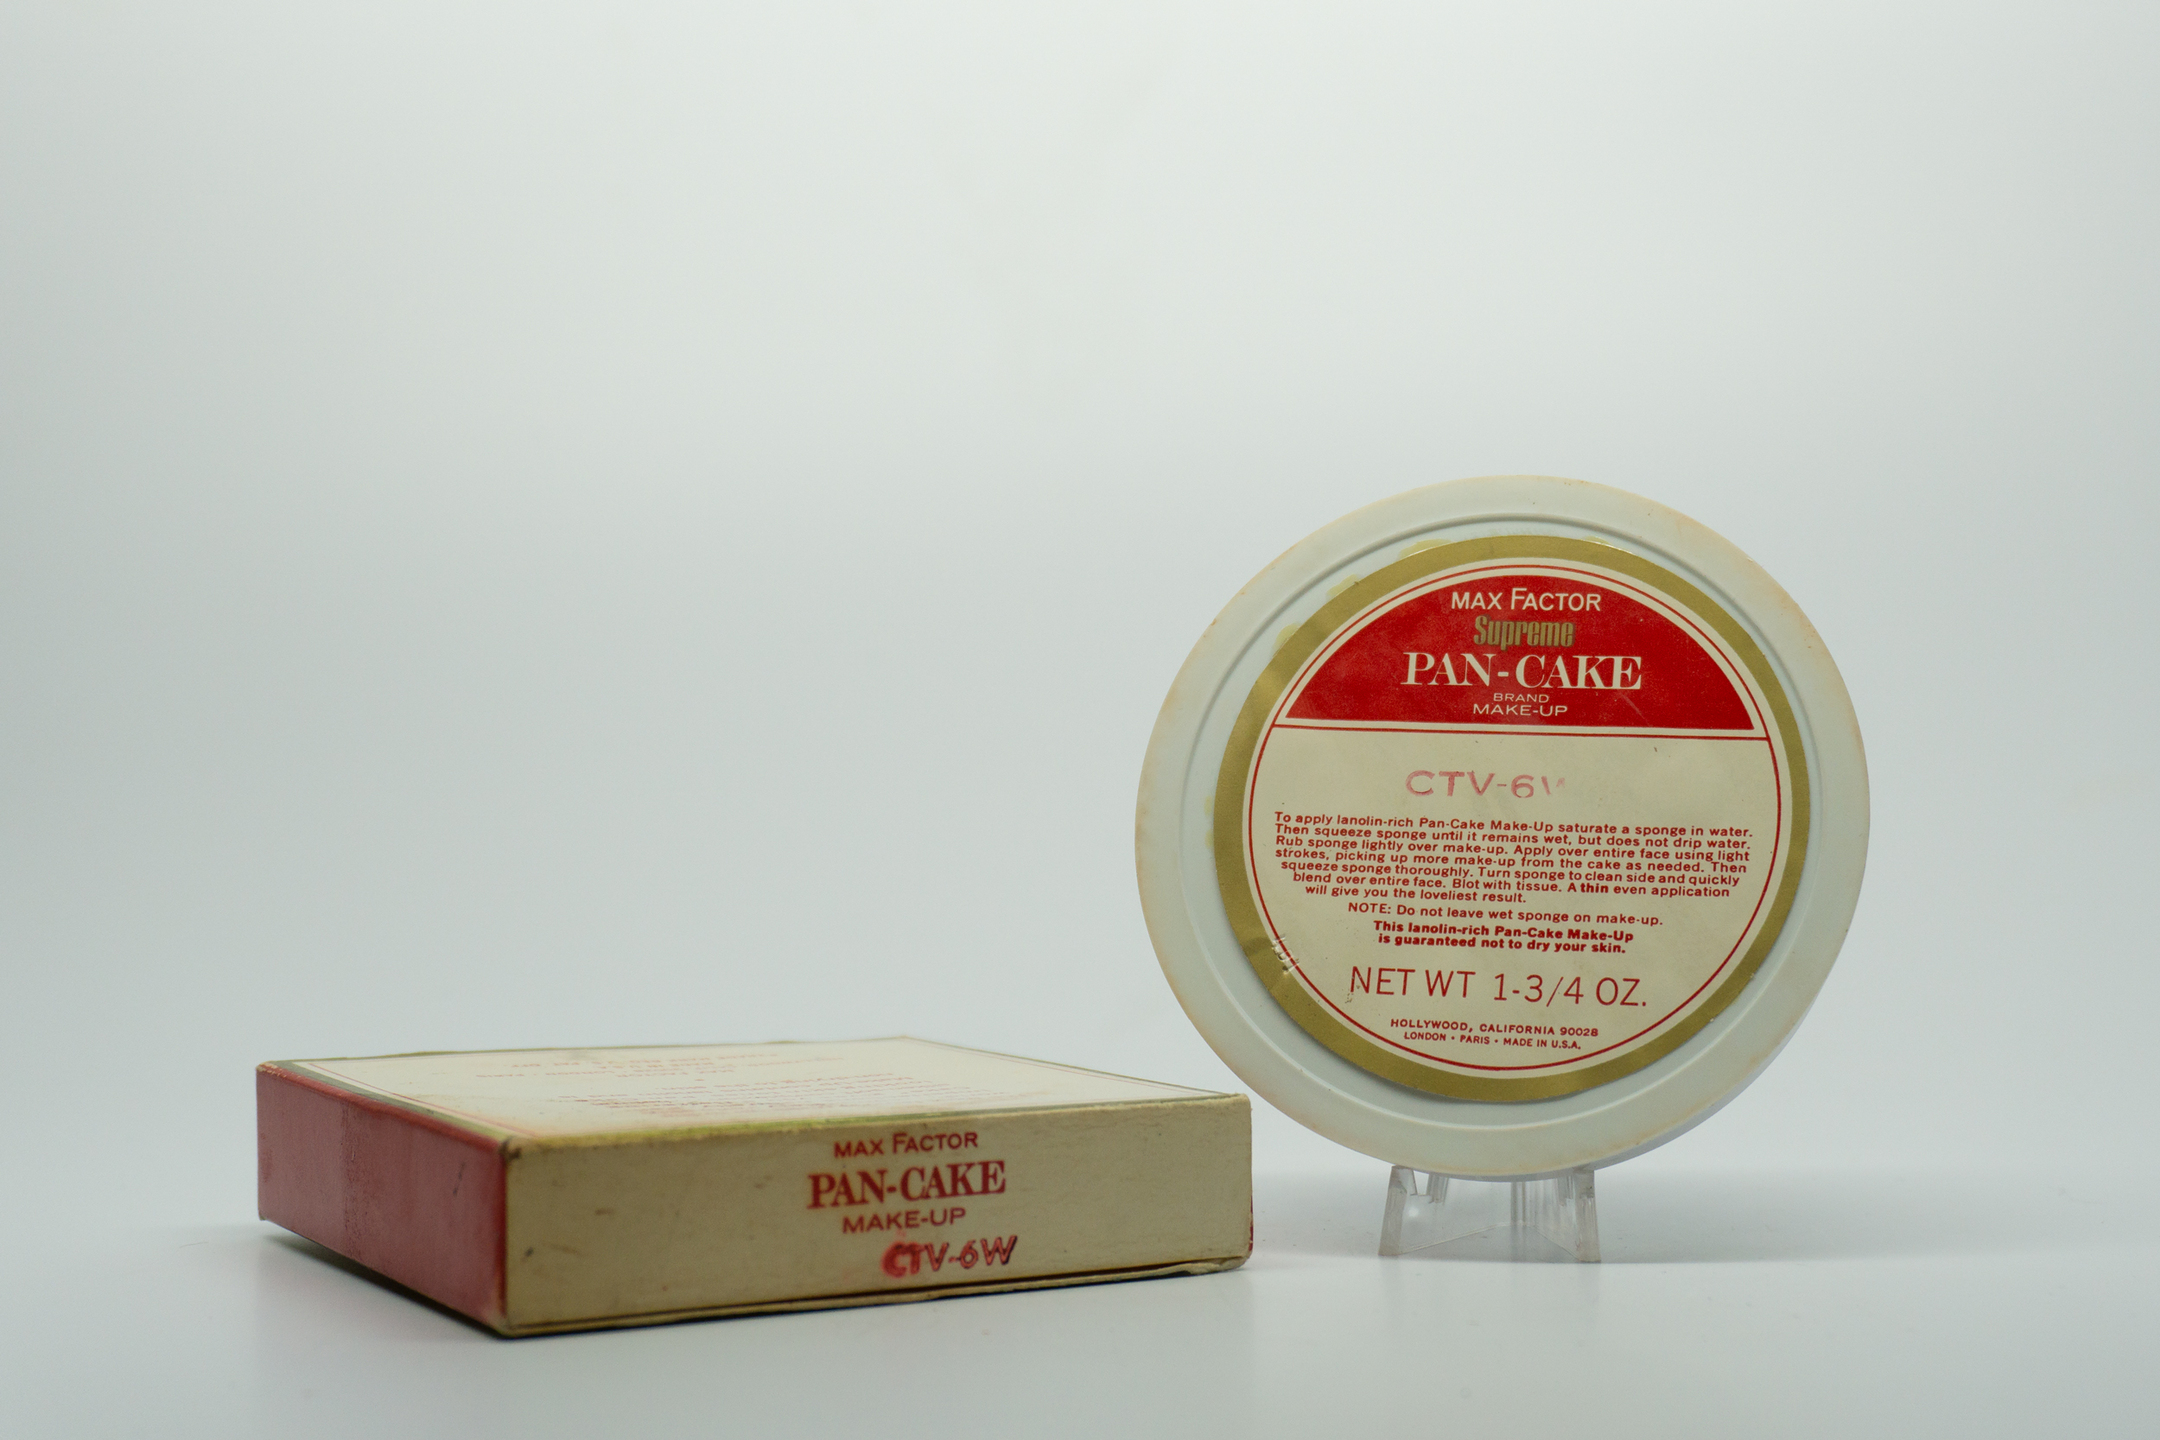 MAX FACTOR
PAN-CAKE
MAKE-UP
CTV-6W
MAX FACTOR
Supreme
PAN-CAKE
BRAND
MAKE-UP
CTV-6W
To apply lanolin-rich Pan-Cake Make-Up saturate a sponge in water.
Then squeeze sponge until it remains wet, but does not drip water.
Rub sponge lightly over make-up. Apply over entire face using light
strokes, picking up more make-up from the cake as needed. Then
squeeze sponge thoroughly. Turn sponge to clean side and quickly
blend over entire face. Blot with tissue. A thin even application
will give you the loveliest result.
NOTE: Do not leave wet sponge on make-up.
This lanolin-rich Pan-Cake Make-Up
is guaranteed not to dry your skin.
NET WT 1-3/4 OZ.
HOLLYWOOD, CALIFORNIA 90028
LONDON • PARIS • MADE IN U.S.A.